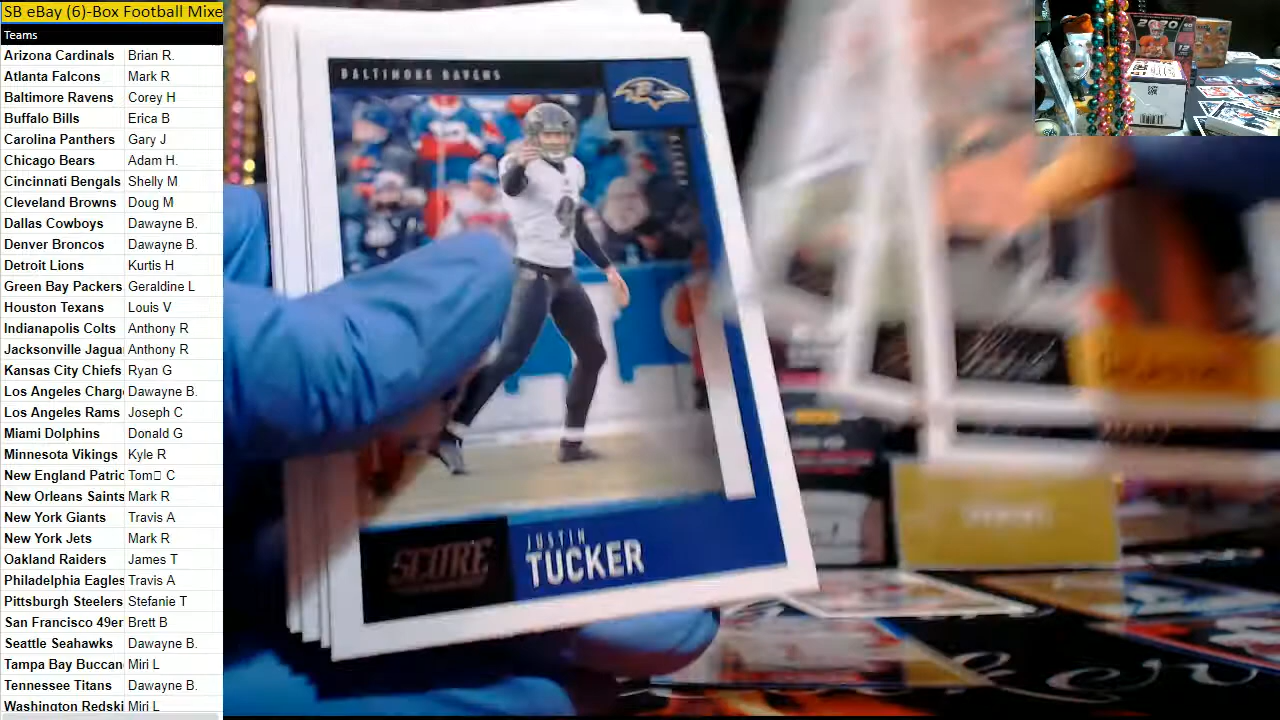 SB eBay (6)-Box Football Mixe
Teams
Arizona Cardinals Brian R.
Atlanta Falcons Mark R
Baltimore Ravens Corey H
Buffalo Bills Erica B
Carolina Panthers Gary J
Chicago Bears Adam H.
Cincinnati Bengals Shelly M
Cleveland Browns Doug M
Dallas Cowboys Dawayne B.
Denver Broncos Dawayne B.
Detroit Lions Kurtis H
Green Bay Packers Geraldine L
Houston Texans Louis V
Indianapolis Colts Anthony R
Jacksonville Jagua Anthony R
Kansas City Chiefs Ryan G
Los Angeles Charg Dawayne B.
Los Angeles Rams Joseph C
Miami Dolphins Donald G
Minnesota Vikings Kyle R
New England Patric Tom C
New Orleans Saints Mark R
New York Giants Travis A
New York Jets Mark R
Oakland Raiders James T
Philadelphia Eagles Travis A
Pittsburgh Steelers Stefanie T
San Francisco 49er Brett B
Seattle Seahawks Dawayne B.
Tampa Bay Buccan Miri L
Tennessee Titans Dawayne B.
Washington Redski Miri L
BALTIMORE RAVENS
SCORE
JUSTIN
TUCKER
2020